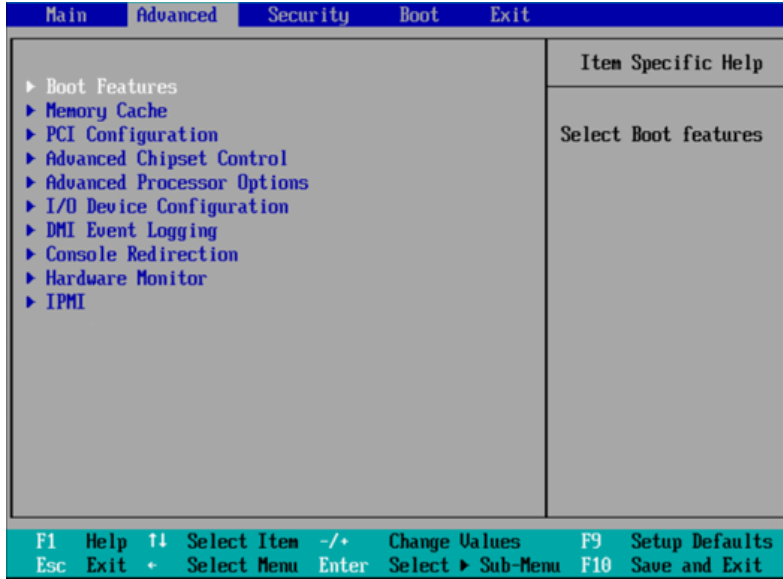 Main Advanced Security Boot Exit
Item Specific Help
▶ Boot Features
▶ Memory Cache
▶ PCI Configuration
Select Boot features
▶ Advanced Chipset Control
▶ Advanced Processor Options
▶ I/O Device Configuration
▶ DMI Event Logging
▶ Console Redirection
▶ Hardware Monitor
▶ IPMI
F1 Help ↑↓ Select Item -/+ Change Values F9 Setup Defaults
Esc Exit ← Select Menu Enter Select ▶ Sub-Menu F10 Save and Exit